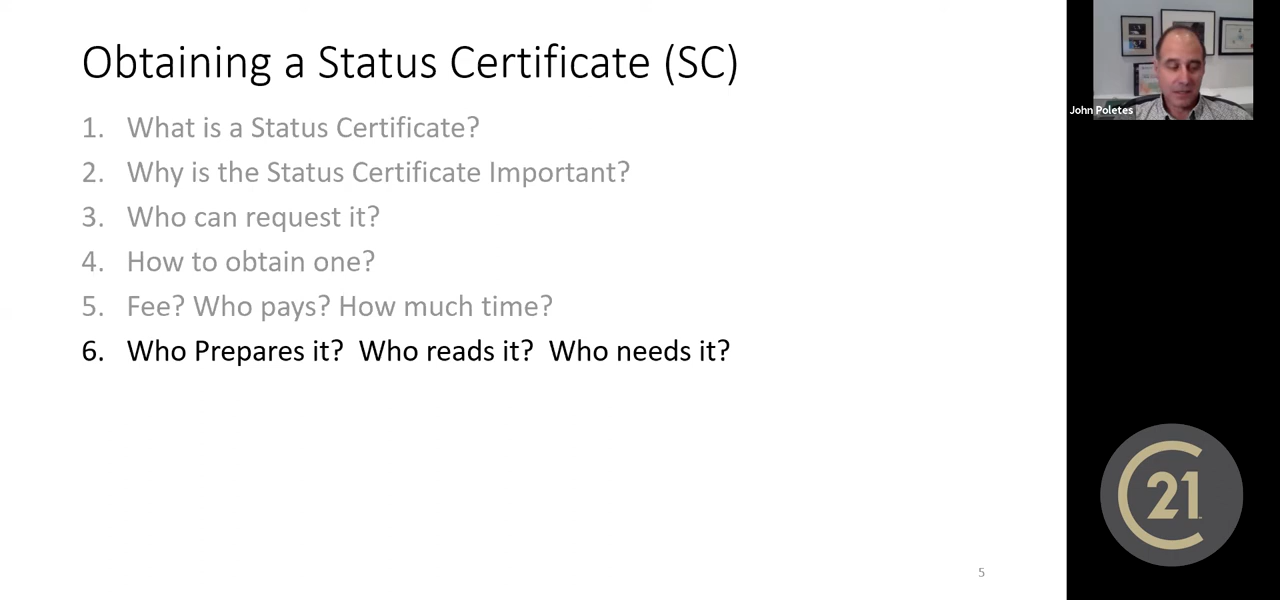 Obtaining a Status Certificate (SC)
1. What is a Status Certificate?
2. Why is the Status Certificate Important?
3. Who can request it?
4. How to obtain one?
5. Fee? Who pays? How much time?
6. Who Prepares it? Who reads it? Who needs it?
5
John Poletes
C21